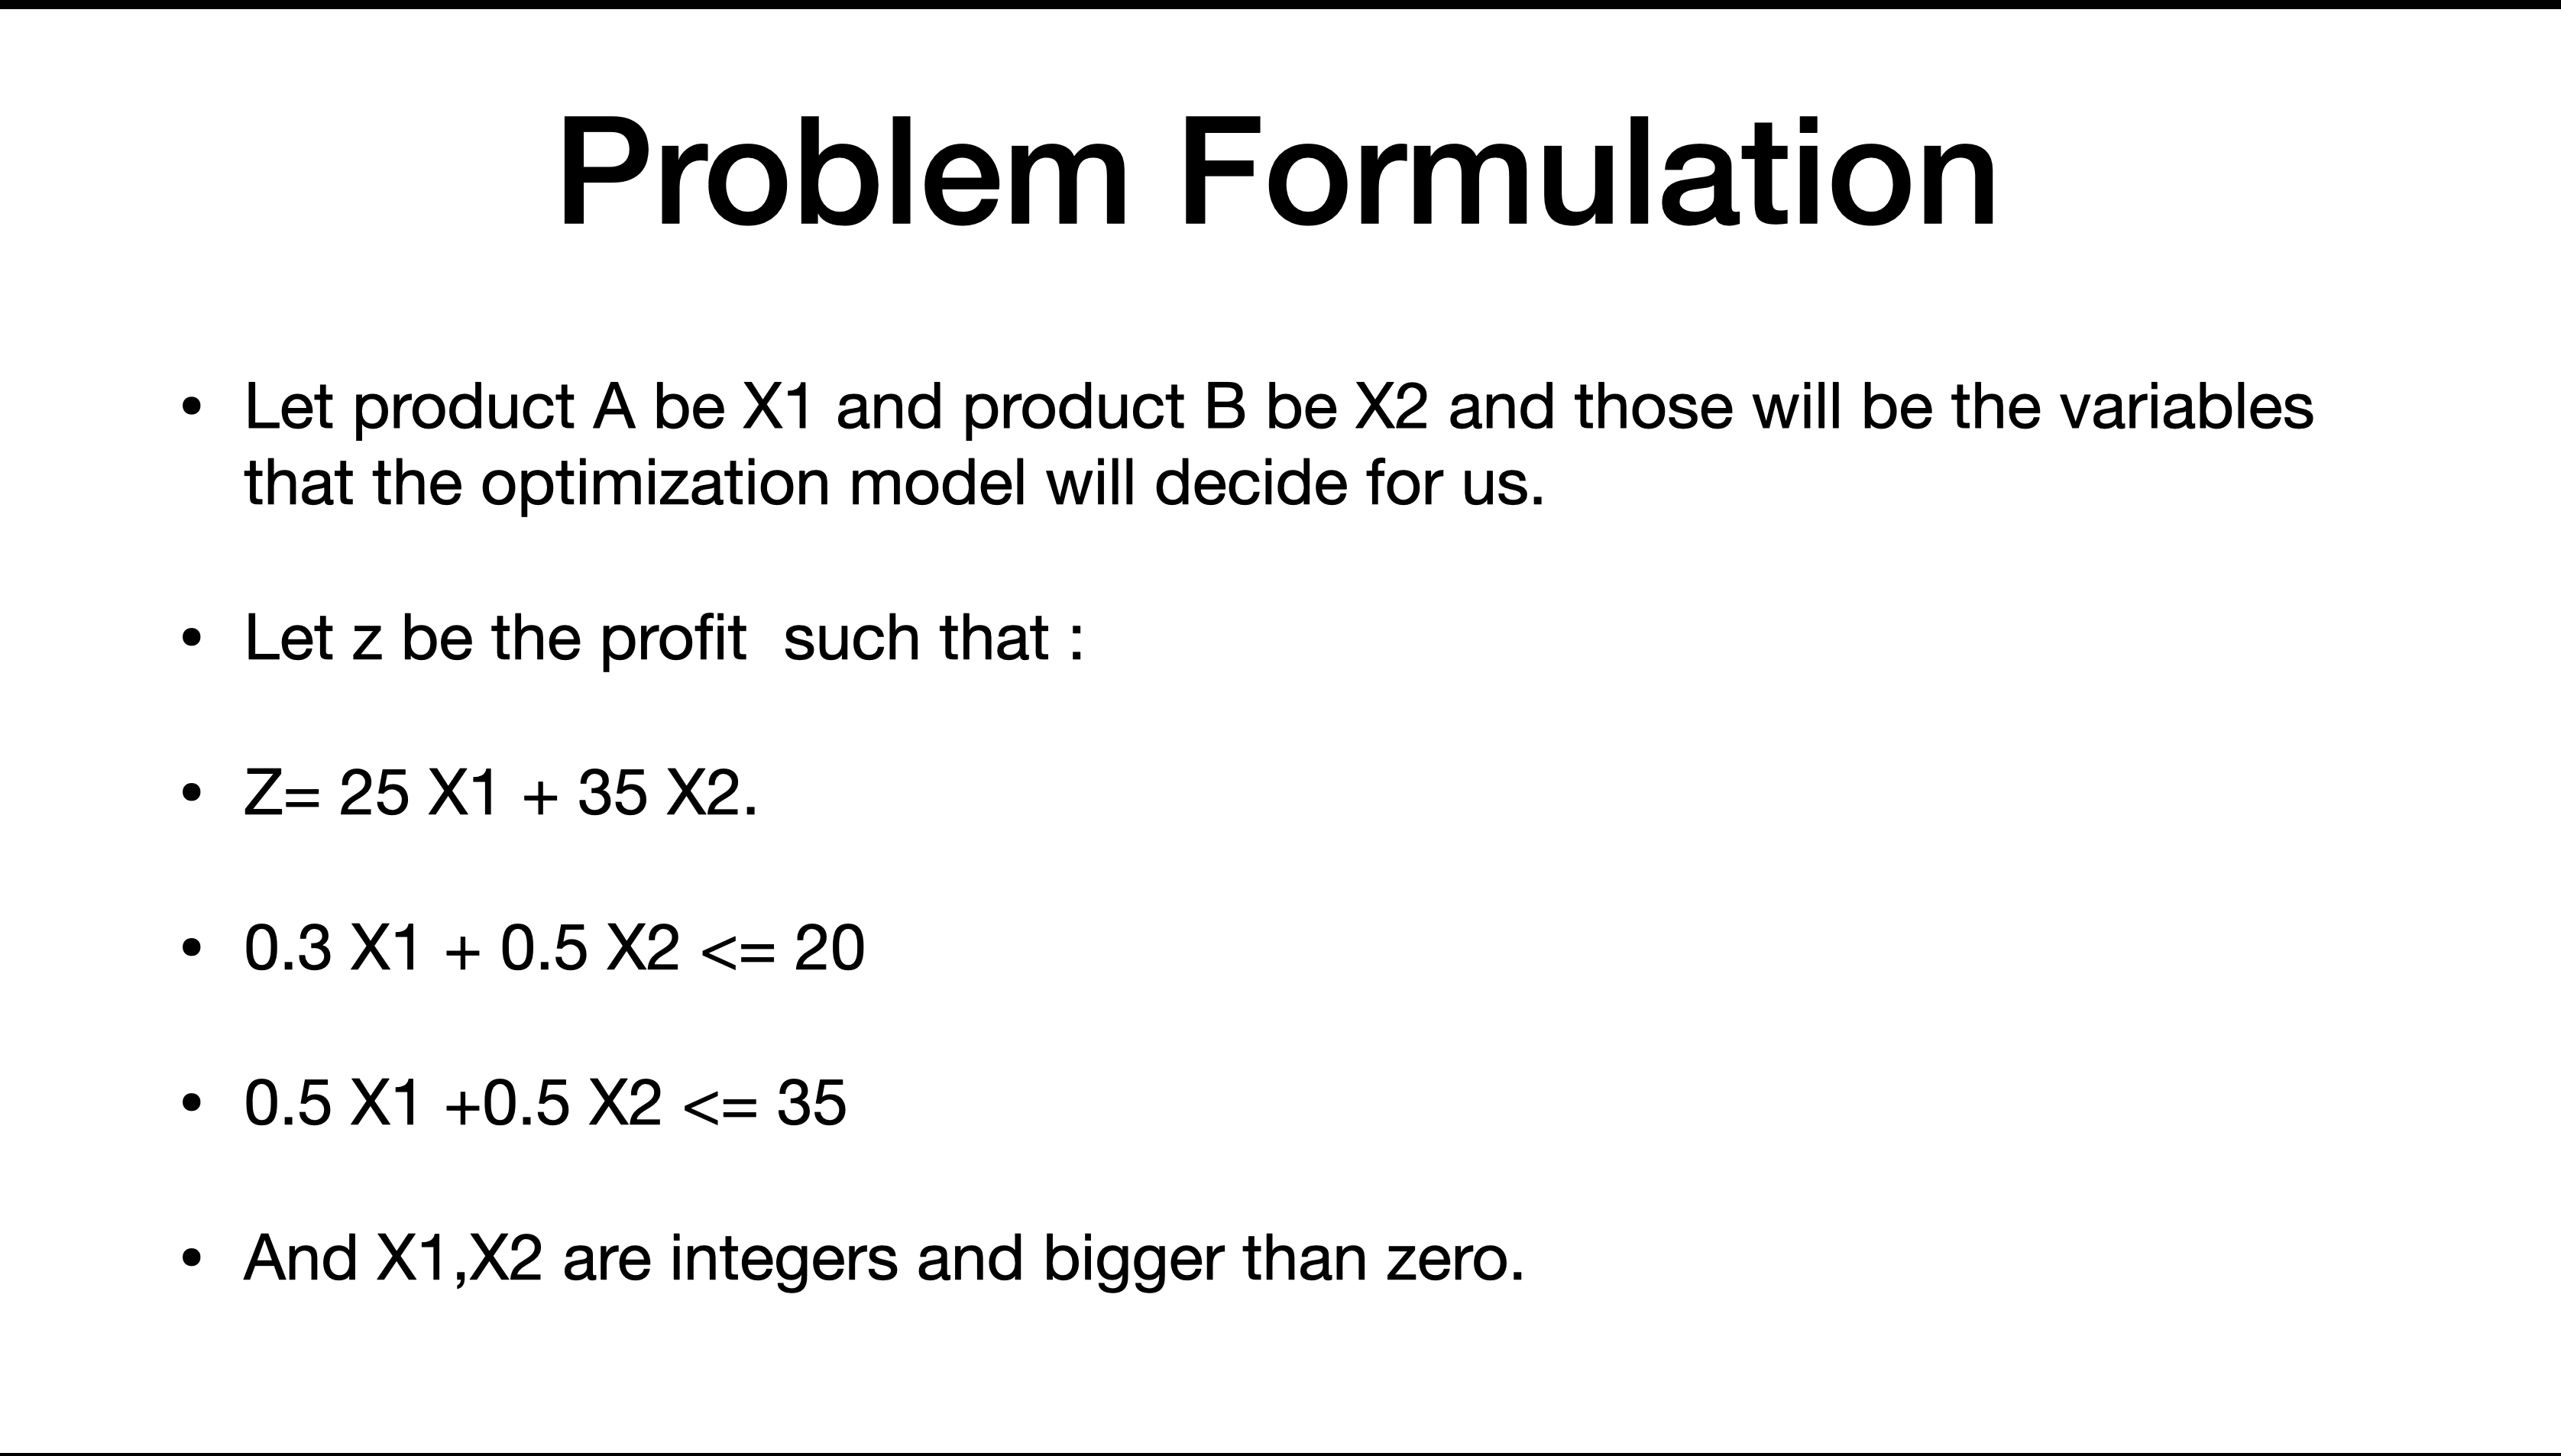 Problem Formulation
• Let product A be X1 and product B be X2 and those will be the variables
that the optimization model will decide for us.
• Let z be the profit  such that :
• Z= 25 X1 + 35 X2.
• 0.3 X1 + 0.5 X2 <= 20
• 0.5 X1 +0.5 X2 <= 35
• And X1,X2 are integers and bigger than zero.